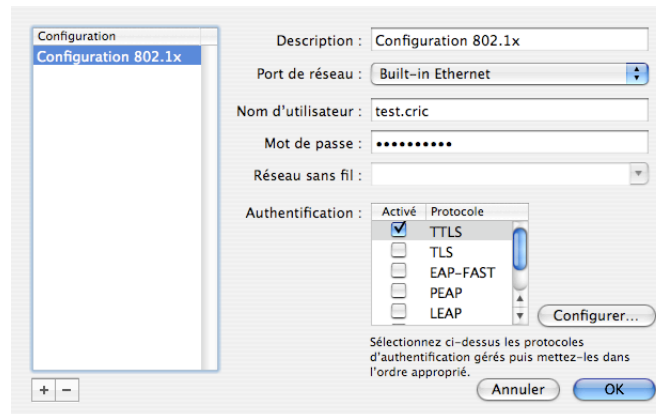 Configuration
Configuration 802.1x
Description : Configuration 802.1x
Port de réseau : Built-in Ethernet
Nom d'utilisateur : test.cric
Mot de passe : ••••••••••
Réseau sans fil :
Authentification : Activé Protocole
TTLS
TLS
EAP-FAST
PEAP
LEAP
Configurer...
Sélectionnez ci-dessus les protocoles
d'authentification gérés puis mettez-les dans
l'ordre approprié.
+ −
Annuler OK